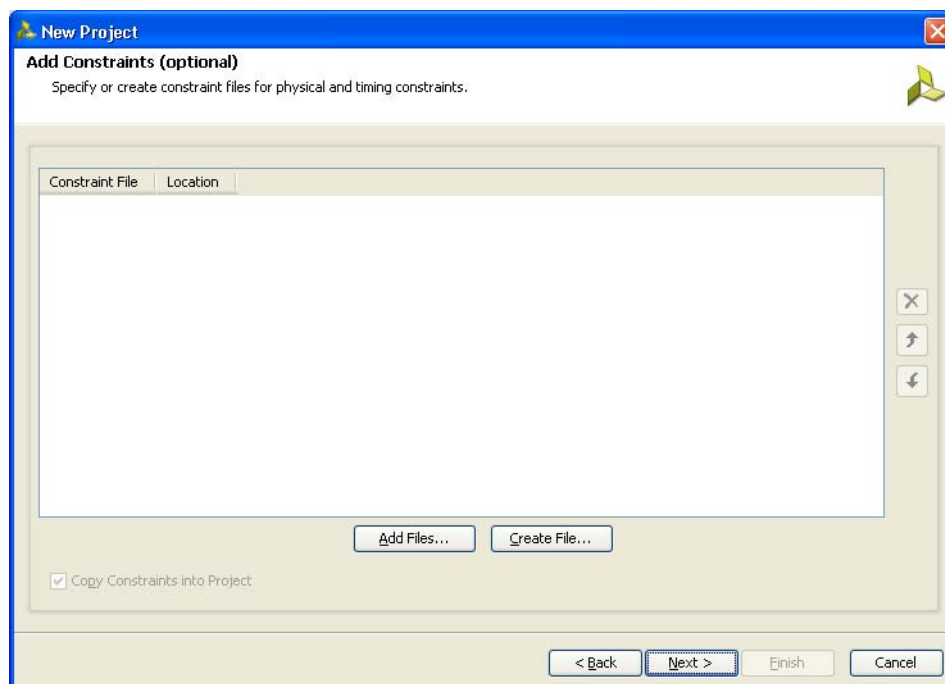 New Project
Add Constraints (optional)
Specify or create constraint files for physical and timing constraints.
Constraint File Location
Add Files... Create File...
Copy Constraints into Project
< Back Next > Finish Cancel